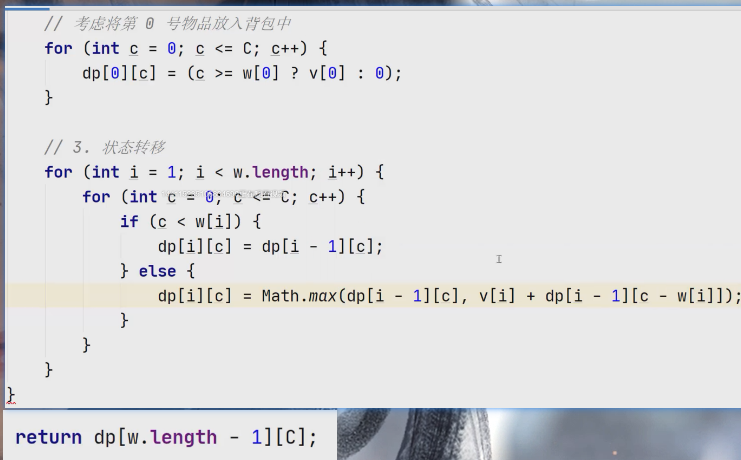 // 考虑将第 0 号物品放入背包中
for (int c = 0; c <= C; c++) {
dp[0][c] = (c >= w[0] ? v[0] : 0);
}
// 3. 状态转移
for (int i = 1; i < w.length; i++) {
for (int c = 0; c <= C; c++) {
if (c < w[i]) {
dp[i][c] = dp[i - 1][c];
} else {
dp[i][c] = Math.max(dp[i - 1][c], v[i] + dp[i - 1][c - w[i]]);
}
}
}
}
return dp[w.length - 1][C];